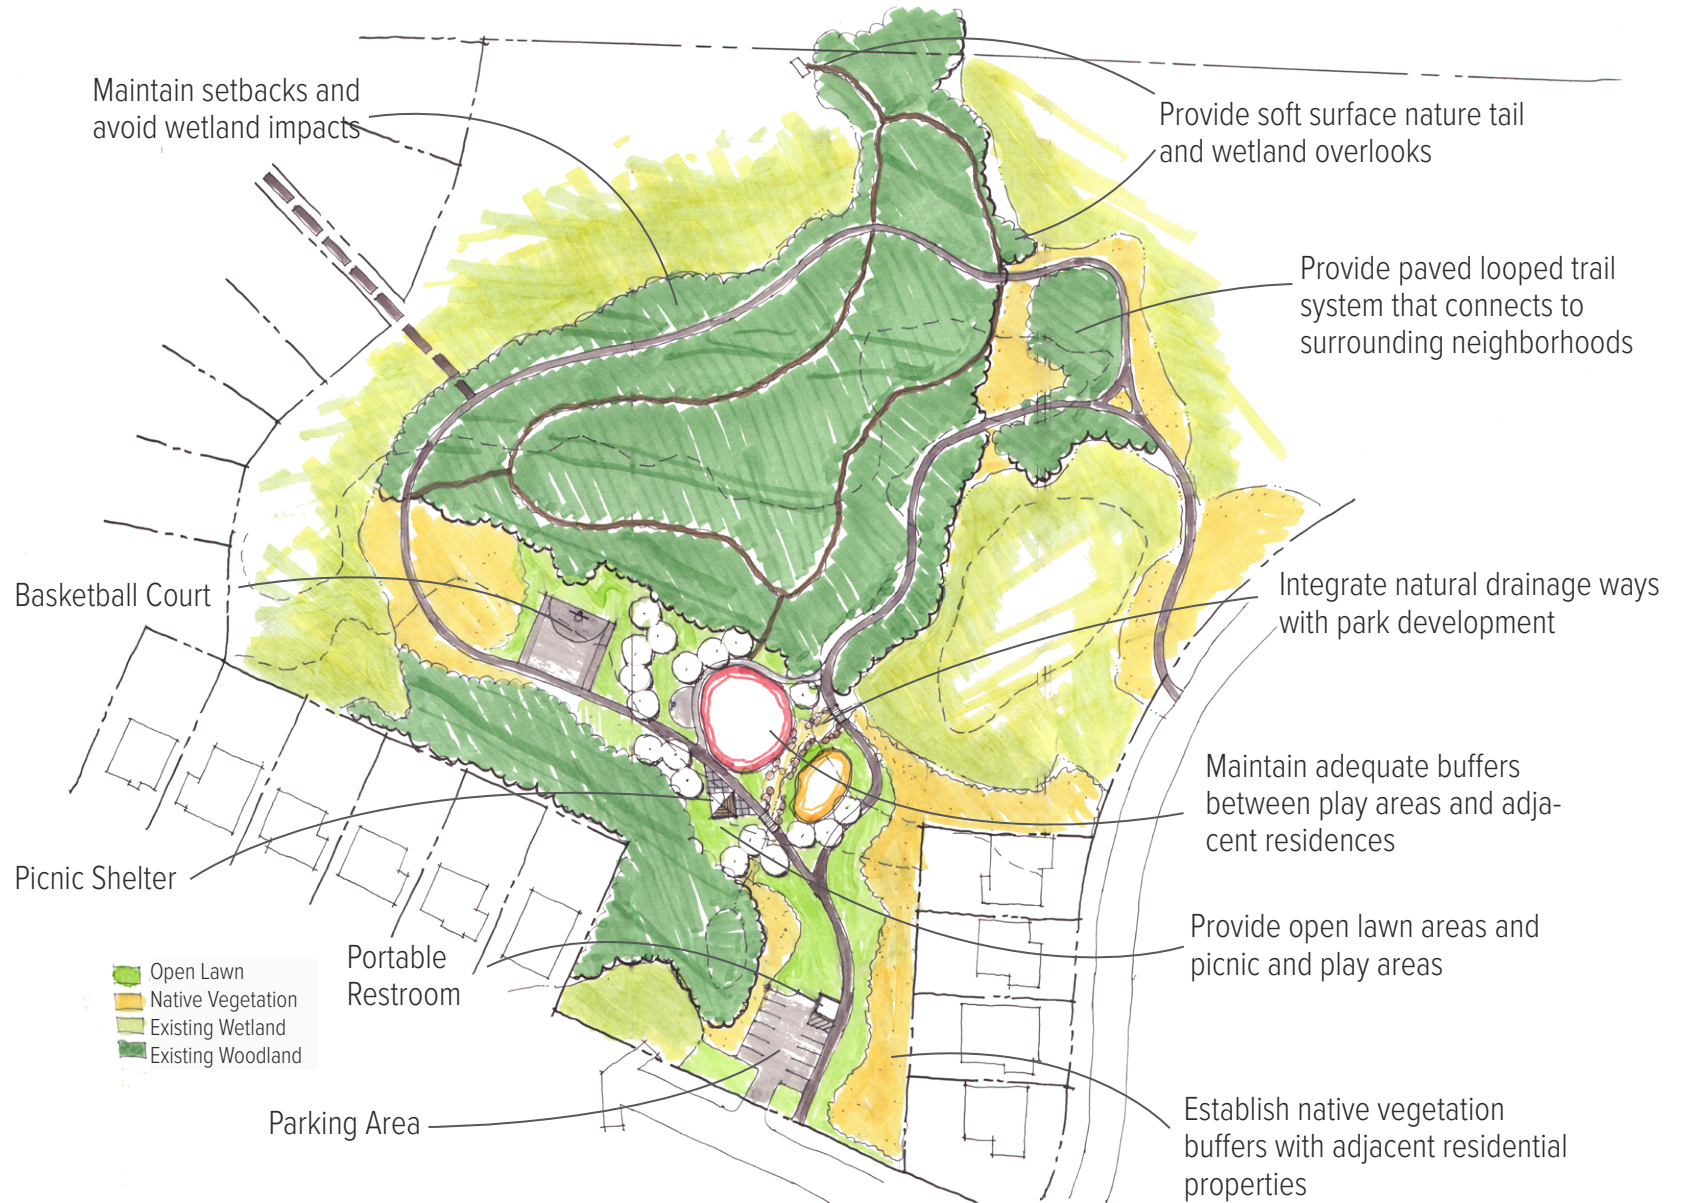 Maintain setbacks and
avoid wetland impacts
Provide soft surface nature tail
and wetland overlooks
Provide paved looped trail
system that connects to
surrounding neighborhoods
Basketball Court
Integrate natural drainage ways
with park development
Maintain adequate buffers
between play areas and adja-
cent residences
Picnic Shelter
Provide open lawn areas and
picnic and play areas
Portable
Restroom
Open Lawn
Native Vegetation
Existing Wetland
Existing Woodland
Parking Area
Establish native vegetation
buffers with adjacent residential
properties